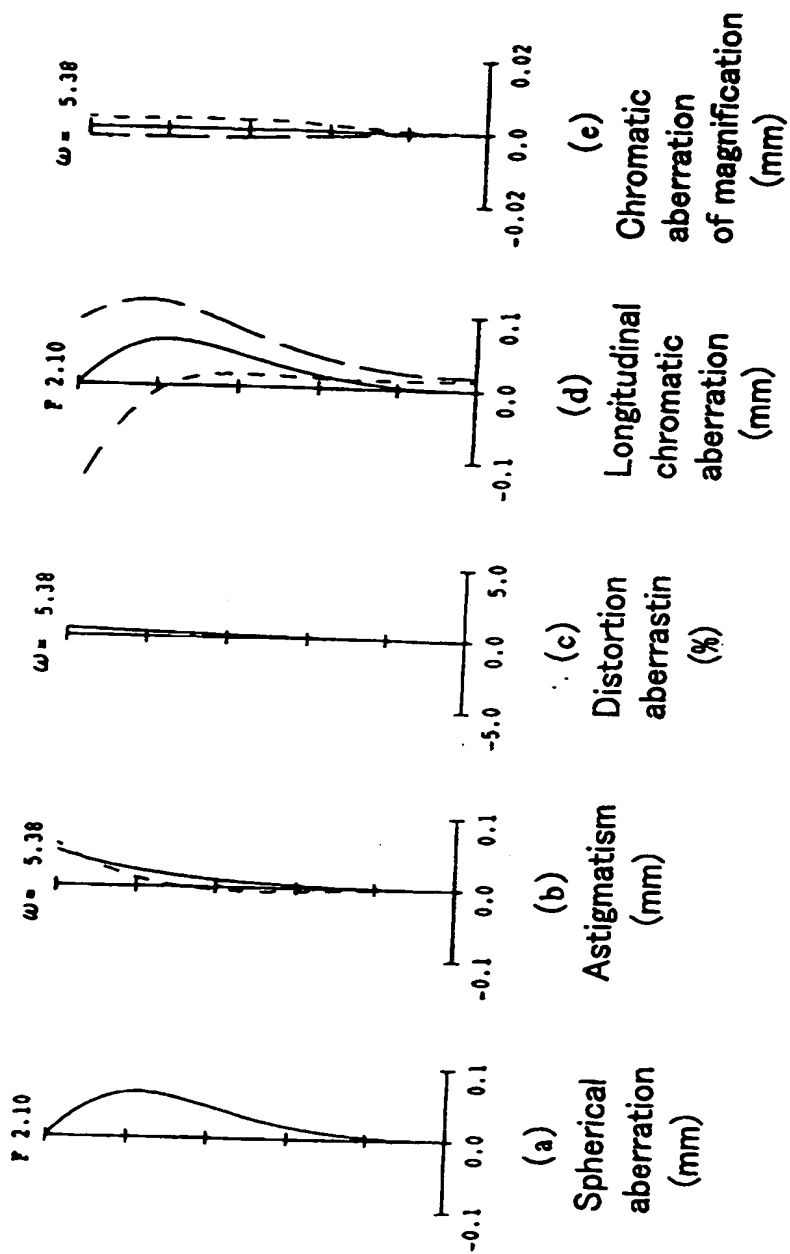 F 2.10
-0.1 0.0 0.1
(a)
Spherical
aberration
(mm)
ω= 5.38
-0.1 0.0 0.1
(b)
Astigmatism
(mm)
ω= 5.38
-5.0 0.0 5.0
(c)
Distortion
aberrastin
(%)
F 2.10
-0.1 0.0 0.1
(d)
Longitudinal
chromatic
aberration
(mm)
ω= 5.38
-0.02 0.0 0.02
(e)
Chromatic
aberration
of magnification
(mm)